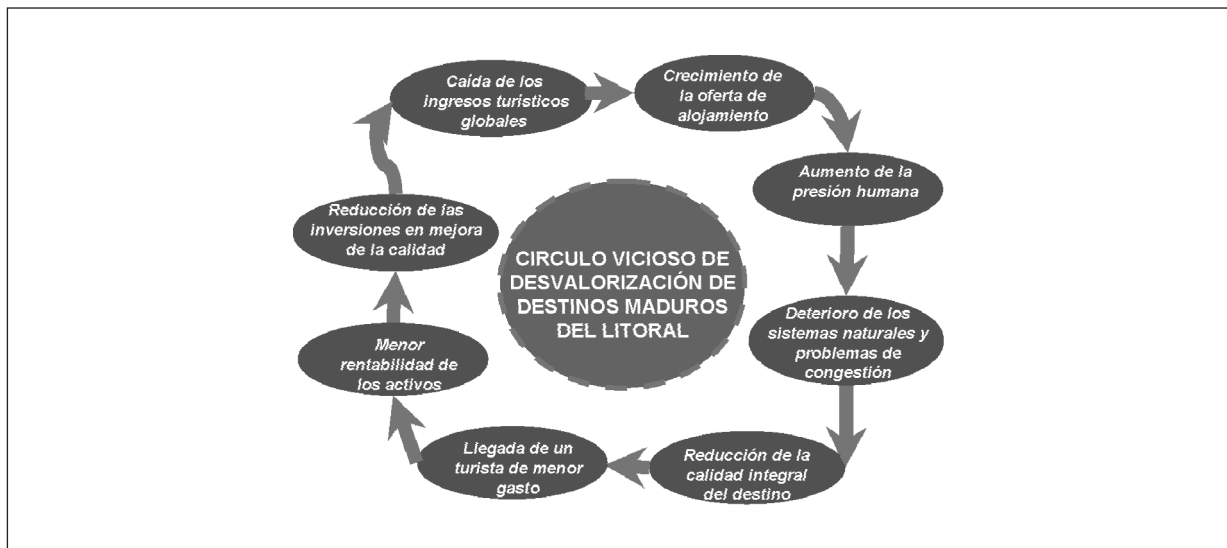 Caída de los
ingresos turísticos
globales
Crecimiento de
la oferta de
alojamiento
Aumento de la
presión humana
Deterioro de los
sistemas naturales y
problemas de
congestión
Reducción de la
calidad integral
del destino
Llegada de un
turista de menor
gasto
Menor
rentabilidad de
los activos
Reducción de las
inversiones en mejora
de la calidad
CIRCULO VICIOSO DE
DESVALORIZACIÓN DE
DESTINOS MADUROS
DEL LITORAL